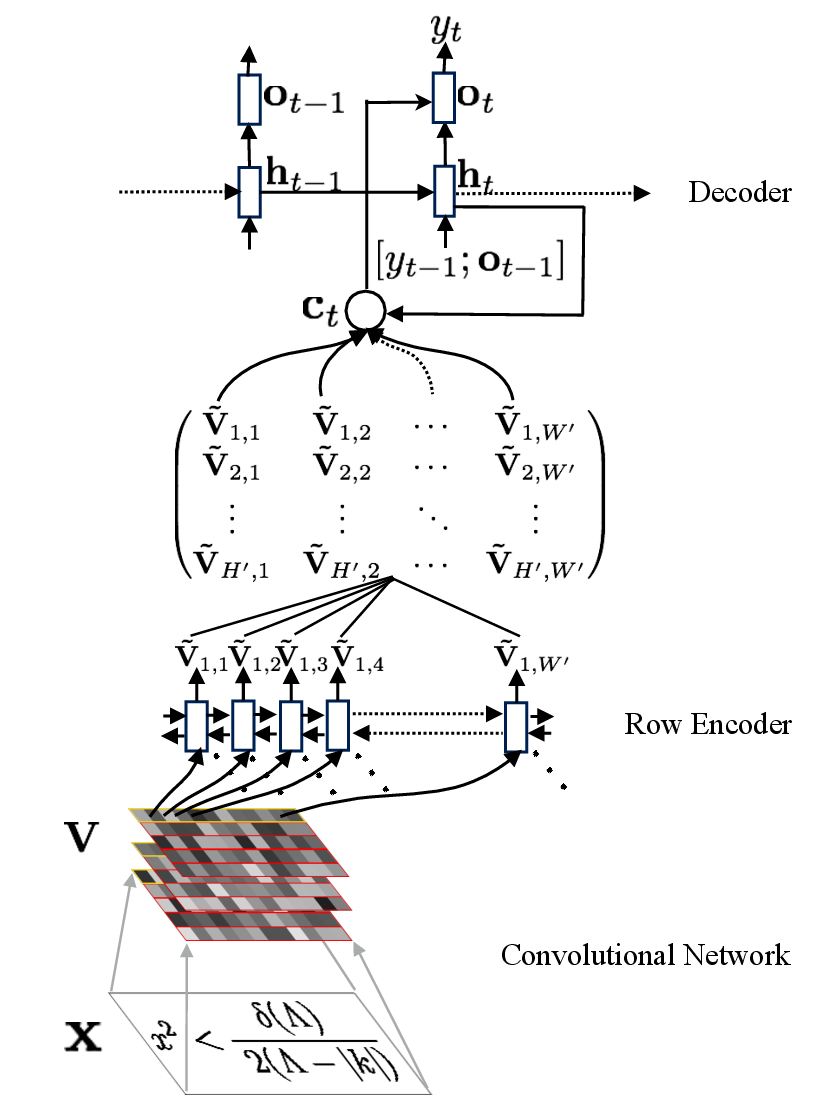 y_t
o_{t−1} o_t
h_{t−1} h_t Decoder
[y_{t−1}; o_{t−1}]
c_t
Ṽ_{1,1} Ṽ_{1,2} ⋯ Ṽ_{1,W′}
Ṽ_{2,1} Ṽ_{2,2} ⋯ Ṽ_{2,W′}
⋮ ⋮ ⋱ ⋮
Ṽ_{H′,1} Ṽ_{H′,2} ⋯ Ṽ_{H′,W′}
Ṽ_{1,1} Ṽ_{1,2} Ṽ_{1,3} Ṽ_{1,4} Ṽ_{1,W′}
Row Encoder
V
Convolutional Network
X x_2 < \frac{δ(Λ)}{2(Λ − |k|)}